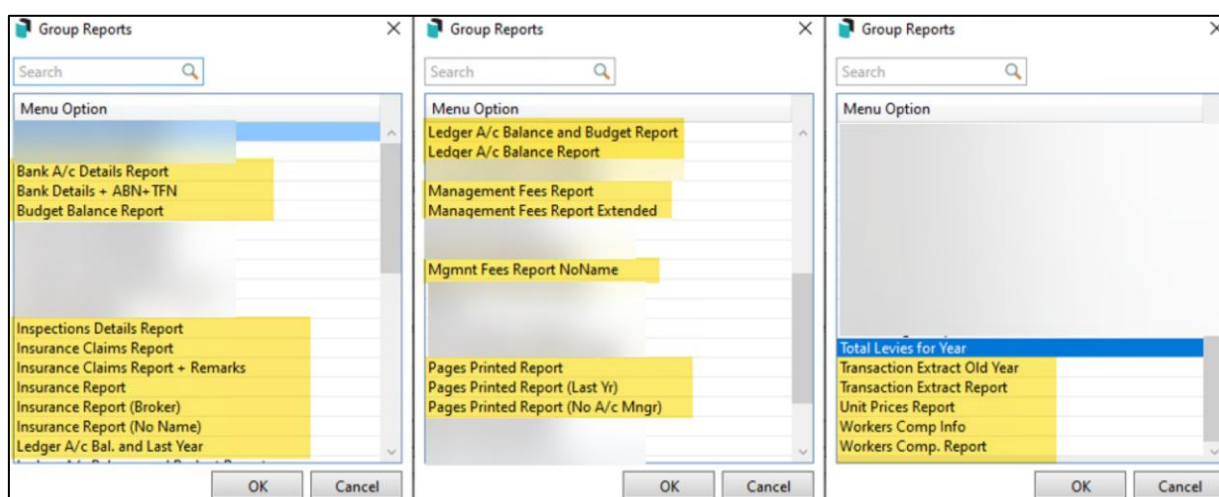 Group Reports
Search
Menu Option
Bank A/c Details Report
Bank Details + ABN+TFN
Budget Balance Report
Inspections Details Report
Insurance Claims Report
Insurance Claims Report + Remarks
Insurance Report
Insurance Report (Broker)
Insurance Report (No Name)
Ledger A/c Bal. and Last Year
OK Cancel
Group Reports
Search
Menu Option
Ledger A/c Balance and Budget Report
Ledger A/c Balance Report
Management Fees Report
Management Fees Report Extended
Mgmnt Fees Report NoName
Pages Printed Report
Pages Printed Report (Last Yr)
Pages Printed Report (No A/c Mngr)
OK Cancel
Group Reports
Search
Menu Option
Total Levies for Year
Transaction Extract Old Year
Transaction Extract Report
Unit Prices Report
Workers Comp Info
Workers Comp. Report
OK Cancel